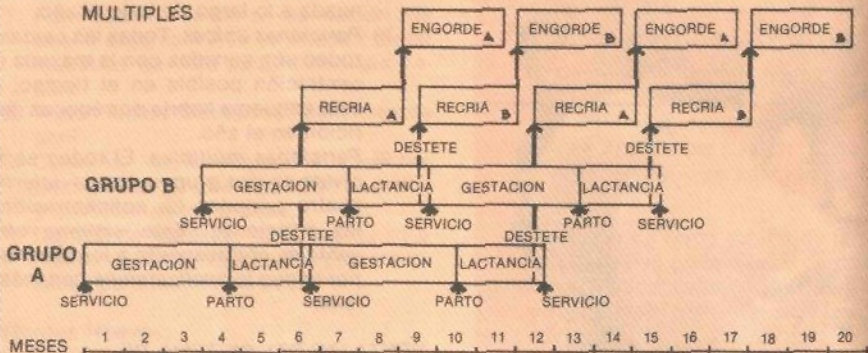 MULTIPLES
ENGORDE A ENGORDE B ENGORDE A ENGORDE B
RECRIA A RECRIA B RECRIA A RECRIA B
DESTETE DESTETE
GRUPO B GESTACION LACTANCIA GESTACION LACTANCIA
SERVICIO PARTO SERVICIO PARTO SERVICIO
DESTETE DESTETE
GRUPO A GESTACION LACTANCIA GESTACION LACTANCIA
SERVICIO PARTO SERVICIO PARTO SERVICIO
MESES 1 2 3 4 5 6 7 8 9 10 11 12 13 14 15 16 17 18 19 20